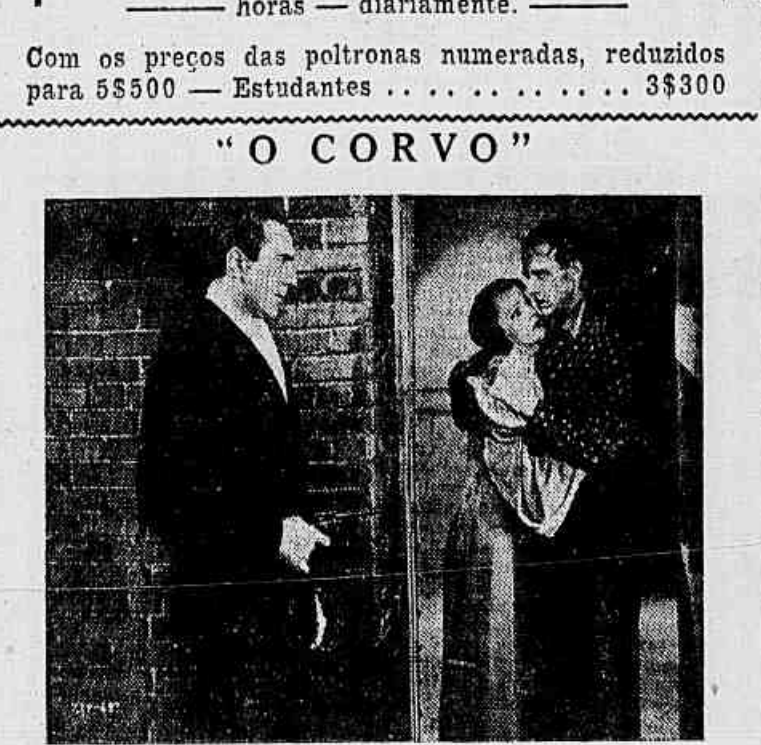 horas — diariamente.
Com os preços das poltronas numeradas, reduzidos
para 5$500 — Estudantes . . . . . . . . . . . . 3$300
"O CORVO"